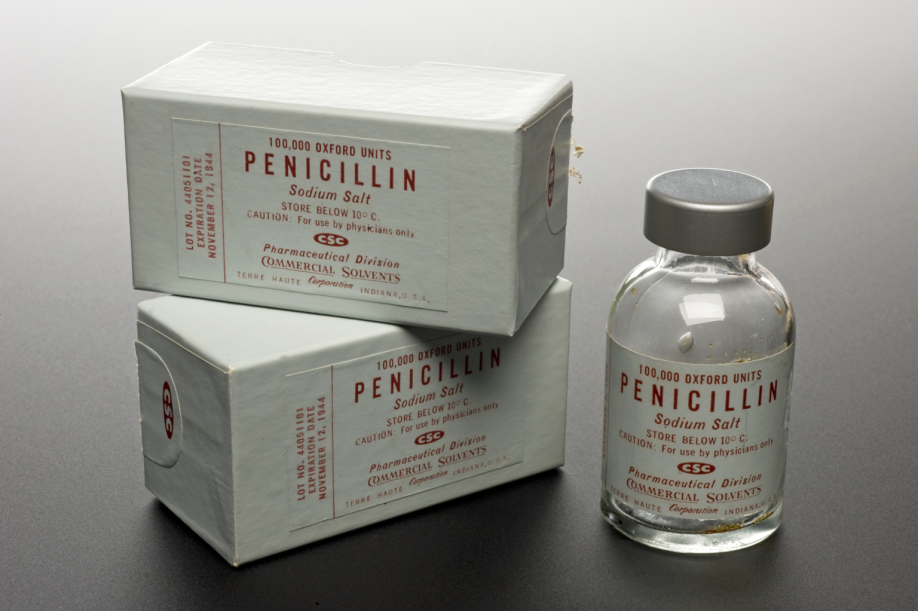 LOT NO. 44051101
EXPIRATION DATE
NOVEMBER 12, 1944
100,000 OXFORD UNITS
PENICILLIN
Sodium Salt
STORE BELOW 10° C.
CAUTION: For use by physicians only
CSC
Pharmaceutical Division
COMMERCIAL SOLVENTS
TERRE HAUTE Corporation INDIANA, U.S.A.
CSC
CSC
LOT NO. 44051101
EXPIRATION DATE
NOVEMBER 12, 1944
100,000 OXFORD UNITS
PENICILLIN
Sodium Salt
STORE BELOW 10° C.
CAUTION: For use by physicians only
CSC
Pharmaceutical Division
COMMERCIAL SOLVENTS
TERRE HAUTE Corporation INDIANA, U.S.A.
100,000 OXFORD UNITS
PENICILLIN
Sodium Salt
STORE BELOW 10° C.
CAUTION: For use by physicians only
CSC
Pharmaceutical Division
COMMERCIAL SOLVENTS
TERRE HAUTE Corporation INDIANA, U.S.A.